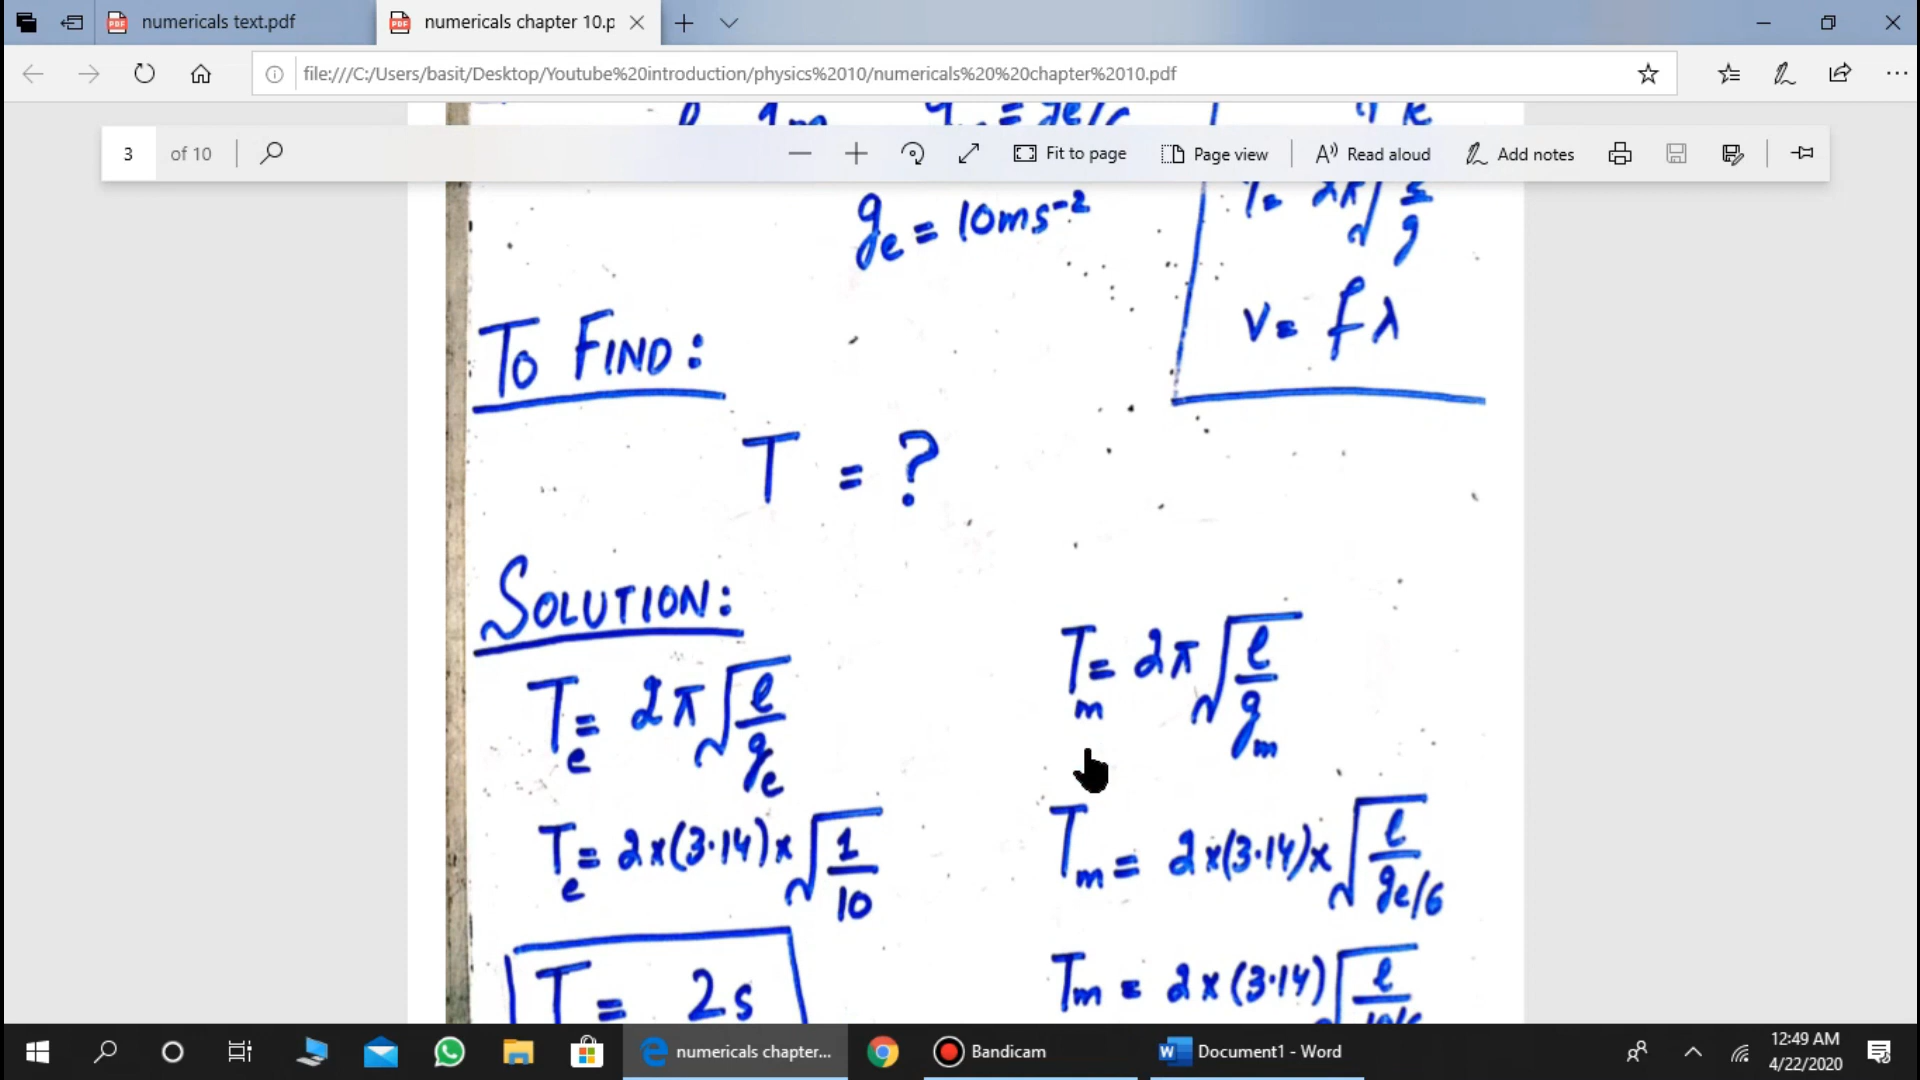 numericals text.pdf
numericals chapter 10.p
file:///C:/Users/basit/Desktop/Youtube%20introduction/physics%2010/numericals%20%20chapter%2010.pdf
3 of 10
Fit to page
Page view
Read aloud
Add notes
ge = 10ms⁻²
v = fλ
TO FIND:
T = ?
SOLUTION:
Te = 2π√(l/ge)
Tm = 2π√(l/gm)
Te = 2×(3.14)×√(1/10)
Tm = 2×(3.14)×√(l/ge/6)
T = 2s
Tm = 2×(3.14)√(l/10/6)
numericals chapter...
Bandicam
Document1 - Word
12:49 AM
4/22/2020